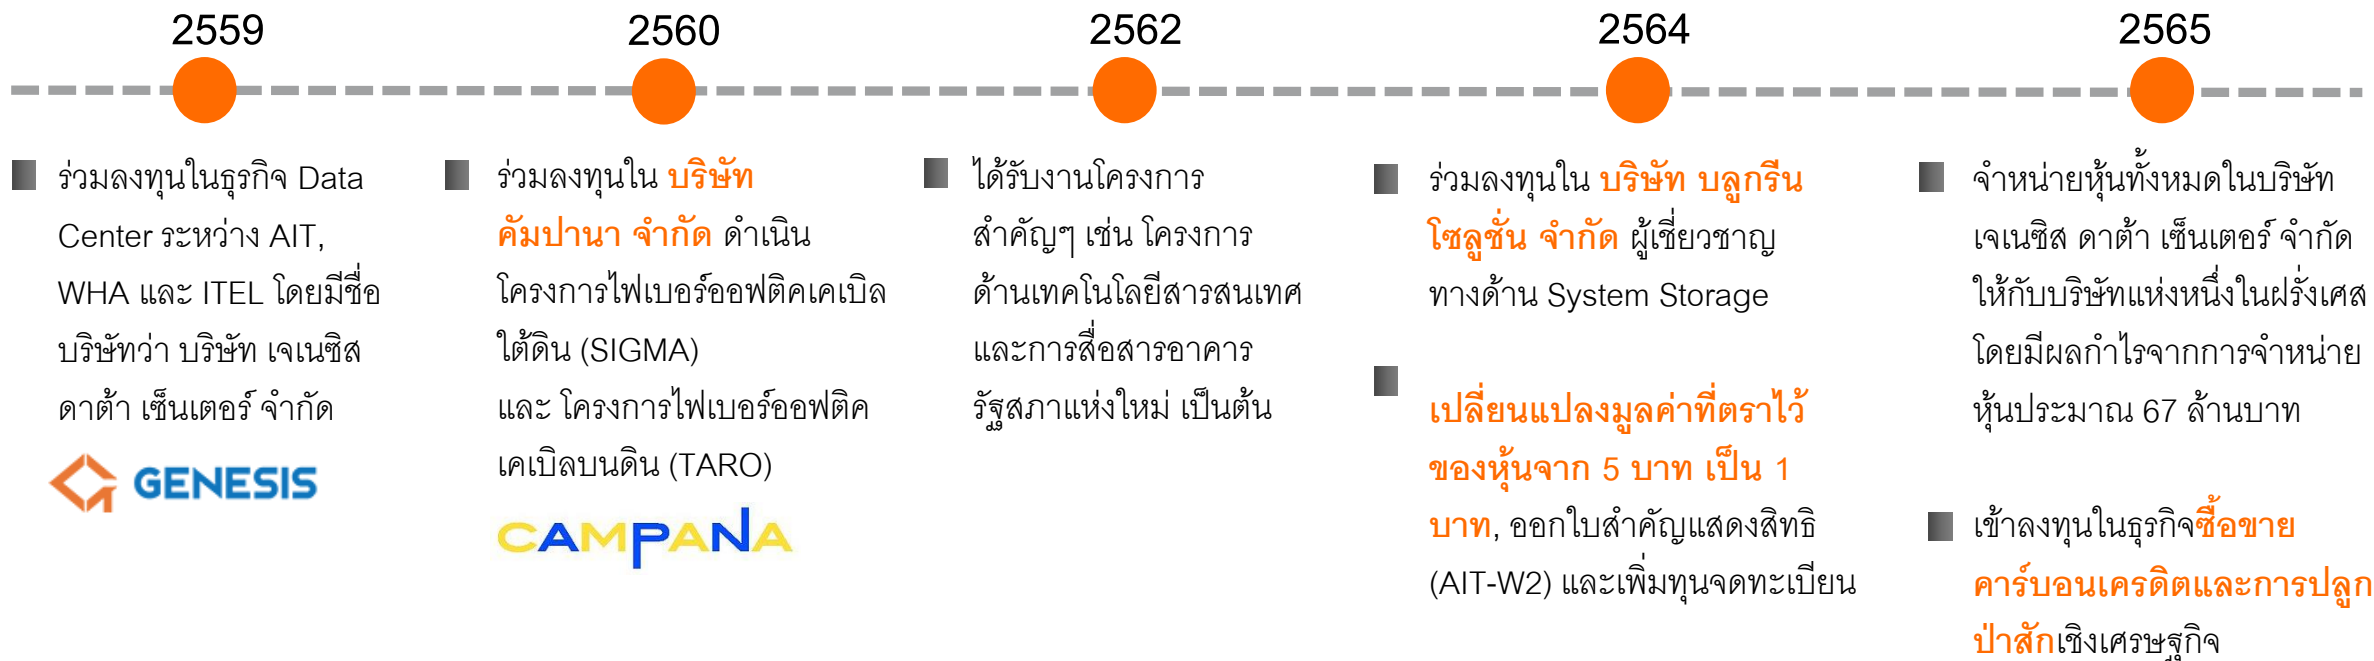 2559
ร่วมลงทุนในธุรกิจ Data
Center ระหว่าง AIT,
WHA และ ITEL โดยมีชื่อ
บริษัทว่า บริษัท เจเนซิส
ดาต้า เซ็นเตอร์ จำกัด
GENESIS
2560
ร่วมลงทุนใน บริษัท
คัมปานา จำกัด ดำเนิน
โครงการไฟเบอร์ออฟติคเคเบิล
ใต้ดิน (SIGMA)
และ โครงการไฟเบอร์ออฟติค
เคเบิลบนดิน (TARO)
CAMPANA
2562
ได้รับงานโครงการ
สำคัญๆ เช่น โครงการ
ด้านเทคโนโลยีสารสนเทศ
และการสื่อสารอาคาร
รัฐสภาแห่งใหม่ เป็นต้น
2564
ร่วมลงทุนใน บริษัท บลูกรีน
โซลูชั่น จำกัด ผู้เชี่ยวชาญ
ทางด้าน System Storage
เปลี่ยนแปลงมูลค่าที่ตราไว้
ของหุ้นจาก 5 บาท เป็น 1
บาท, ออกใบสำคัญแสดงสิทธิ
(AIT-W2) และเพิ่มทุนจดทะเบียน
2565
จำหน่ายหุ้นทั้งหมดในบริษัท
เจเนซิส ดาต้า เซ็นเตอร์ จำกัด
ให้กับบริษัทแห่งหนึ่งในฝรั่งเศส
โดยมีผลกำไรจากการจำหน่าย
หุ้นประมาณ 67 ล้านบาท
เข้าลงทุนในธุรกิจซื้อขาย
คาร์บอนเครดิตและการปลูก
ป่าสักเชิงเศรษฐกิจ